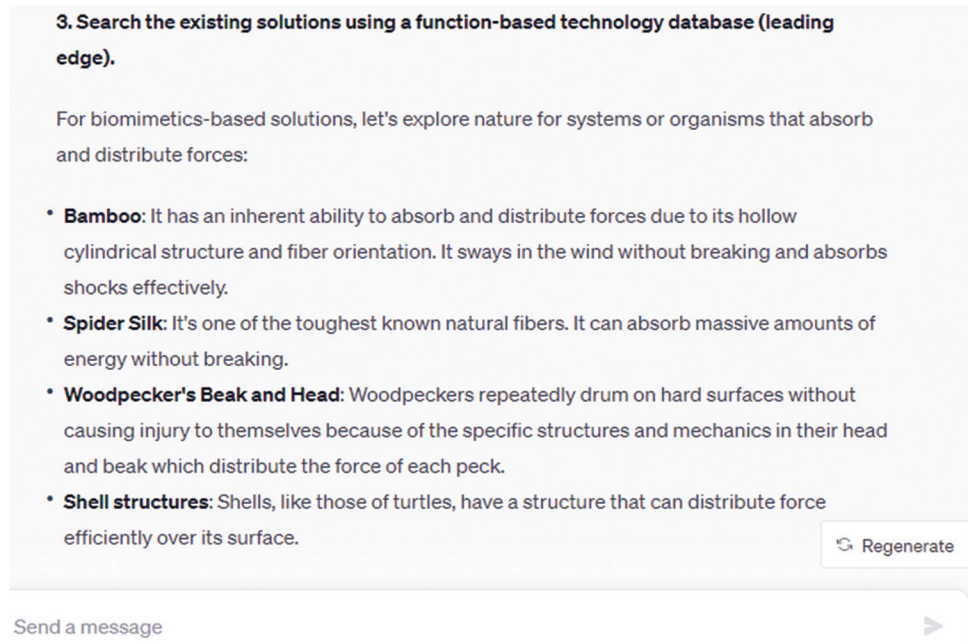 3. Search the existing solutions using a function-based technology database (leading
edge).
For biomimetics-based solutions, let's explore nature for systems or organisms that absorb
and distribute forces:
• Bamboo: It has an inherent ability to absorb and distribute forces due to its hollow
cylindrical structure and fiber orientation. It sways in the wind without breaking and absorbs
shocks effectively.
• Spider Silk: It's one of the toughest known natural fibers. It can absorb massive amounts of
energy without breaking.
• Woodpecker's Beak and Head: Woodpeckers repeatedly drum on hard surfaces without
causing injury to themselves because of the specific structures and mechanics in their head
and beak which distribute the force of each peck.
• Shell structures: Shells, like those of turtles, have a structure that can distribute force
efficiently over its surface.
Regenerate
Send a message